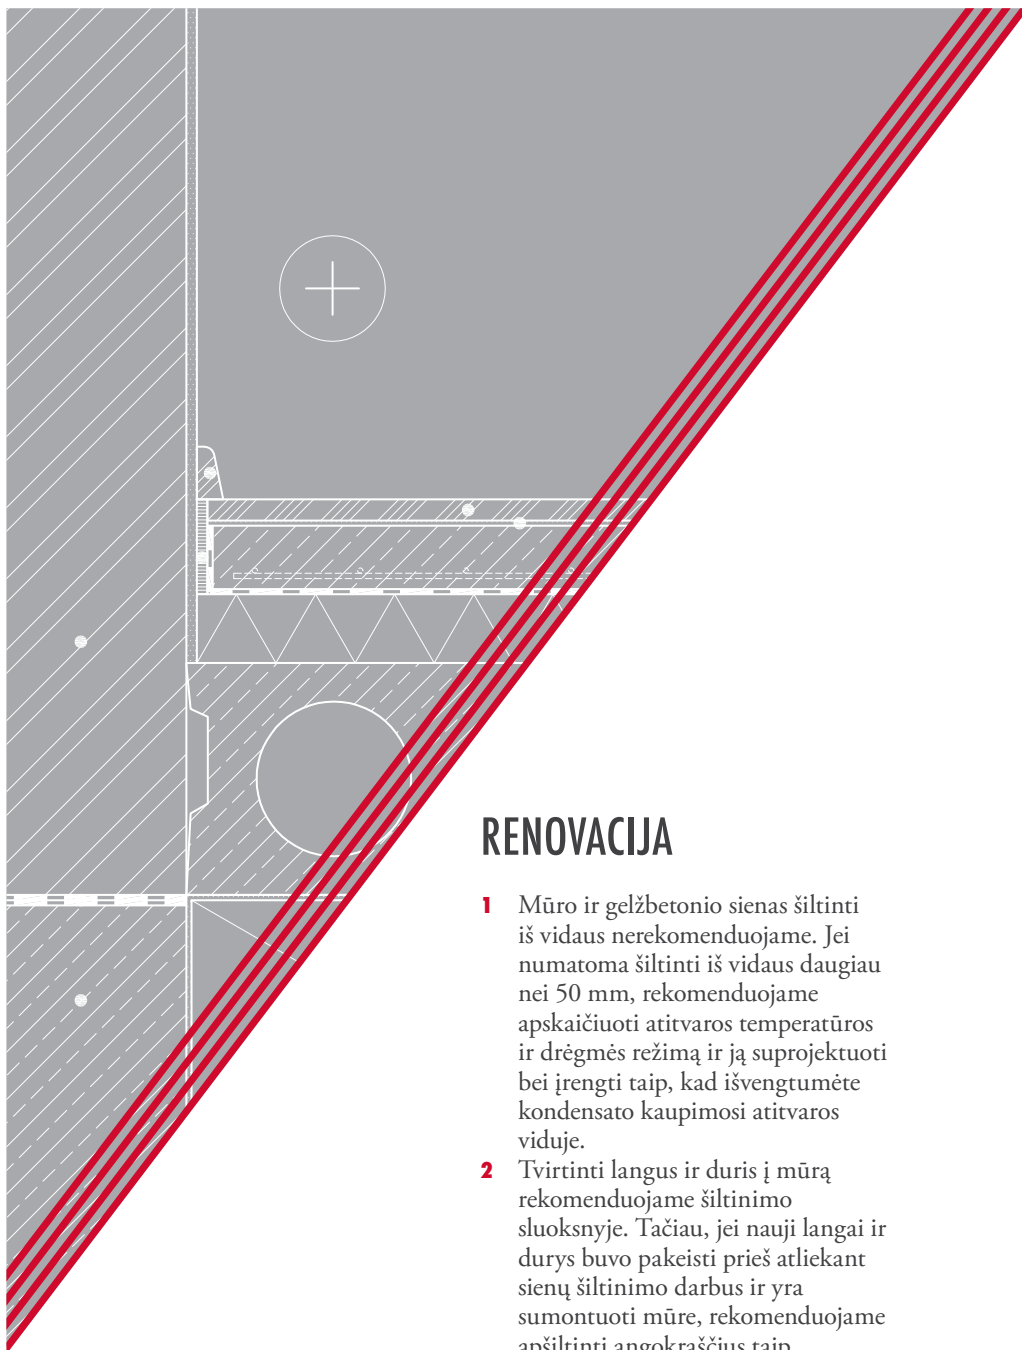 RENOVACIJA
1 Mūro ir gelžbetonio sienas šiltinti
iš vidaus nerekomenduojame. Jei
numatoma šiltinti iš vidaus daugiau
nei 50 mm, rekomenduojame
apskaičiuoti atitvaros temperatūros
ir drėgmės režimą ir ją suprojektuoti
bei įrengti taip, kad išvengtumėte
kondensato kaupimosi atitvaros
viduje.
2 Tvirtinti langus ir duris į mūrą
rekomenduojame šiltinimo
sluoksnyje. Tačiau, jei nauji langai ir
durys buvo pakeisti prieš atliekant
sienų šiltinimo darbus ir yra
sumontuoti mūre, rekomenduojame
apšiltinti angokraščius taip